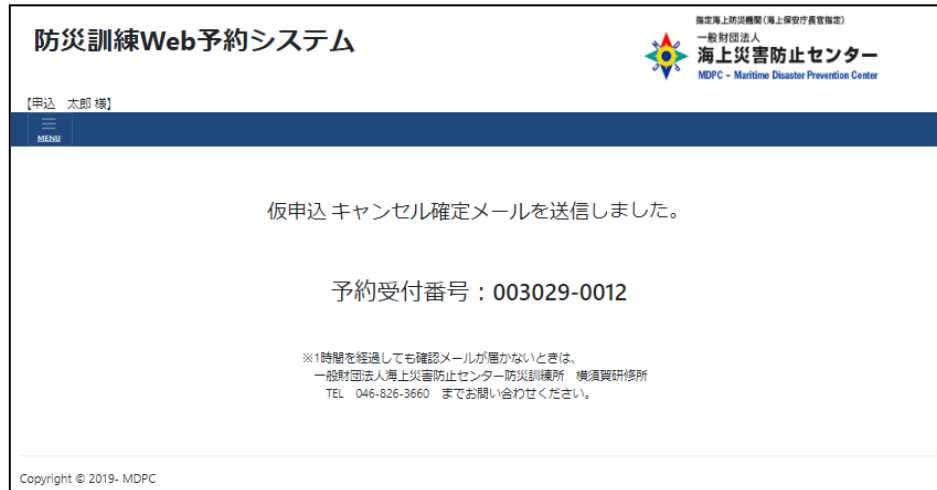 防災訓練Web予約システム
指定海上防災機関(海上保安庁長官指定)
一般財団法人
海上災害防止センター
MDPC - Maritime Disaster Prevention Center
【申込 太郎 様】
MENU
仮申込 キャンセル確定メールを送信しました。
予約受付番号：003029-0012
※1時間を経過しても確認メールが届かないときは、
一般財団法人海上災害防止センター防災訓練所 横須賀研修所
TEL 046-826-3660 までお問い合わせください。
Copyright © 2019- MDPC